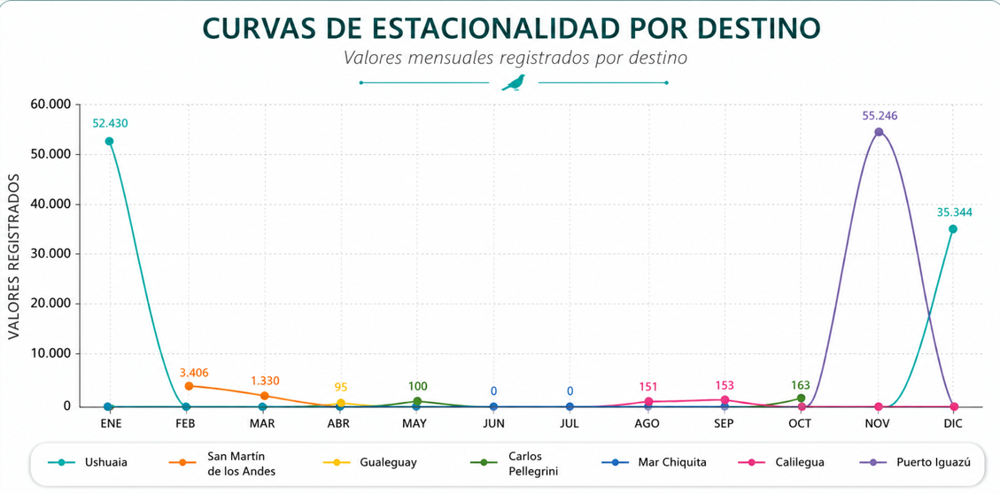 CURVAS DE ESTACIONALIDAD POR DESTINO
Valores mensuales registrados por destino
VALORES REGISTRADOS
60.000
50.000
40.000
30.000
20.000
10.000
0
52.430
3.406
1.330
95
100
0
0
151
153
163
55.246
35.344
ENE FEB MAR ABR MAY JUN JUL AGO SEP OCT NOV DIC
Ushuaia
San Martín
de los Andes
Gualeguay
Carlos
Pellegrini
Mar Chiquita
Calilegua
Puerto Iguazú